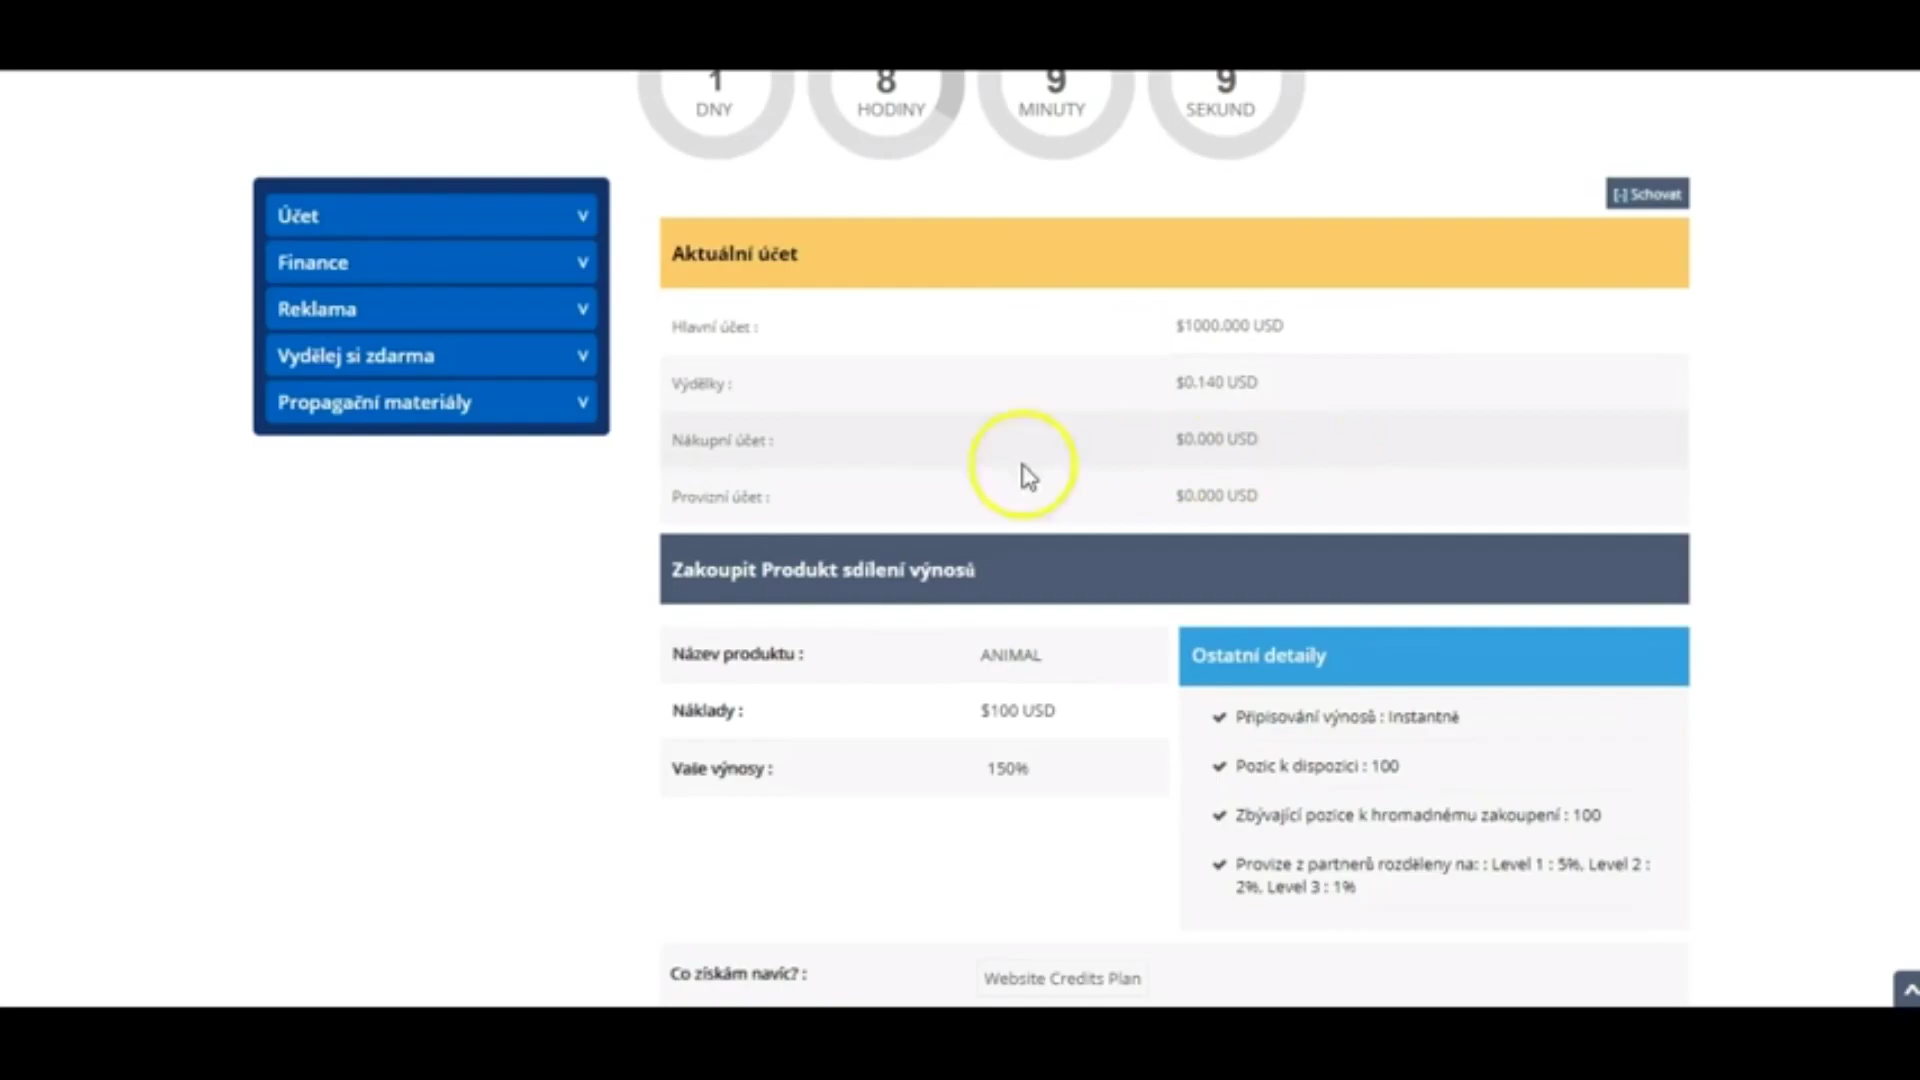 1 8 9 9
DNY HODINY MINUTY SEKUND
[-] Schovat
Účet v
Finance v
Reklama v
Vydělej si zdarma v
Propagační materiály v
Aktuální účet
Hlavní účet : $1000.000 USD
Výdělky : $0.140 USD
Nákupní účet : $0.000 USD
Provizní účet : $0.000 USD
Zakoupit Produkt sdílení výnosů
Název produktu : ANIMAL
Náklady : $100 USD
Vaše výnosy : 150%
Ostatní detaily
Připisování výnosů : Instantně
Pozic k dispozici : 100
Zbývající pozice k hromadnému zakoupení : 100
Provize z partnerů rozděleny na: : Level 1 : 5%, Level 2 :
2%, Level 3 : 1%
Co získám navíc? : Website Credits Plan